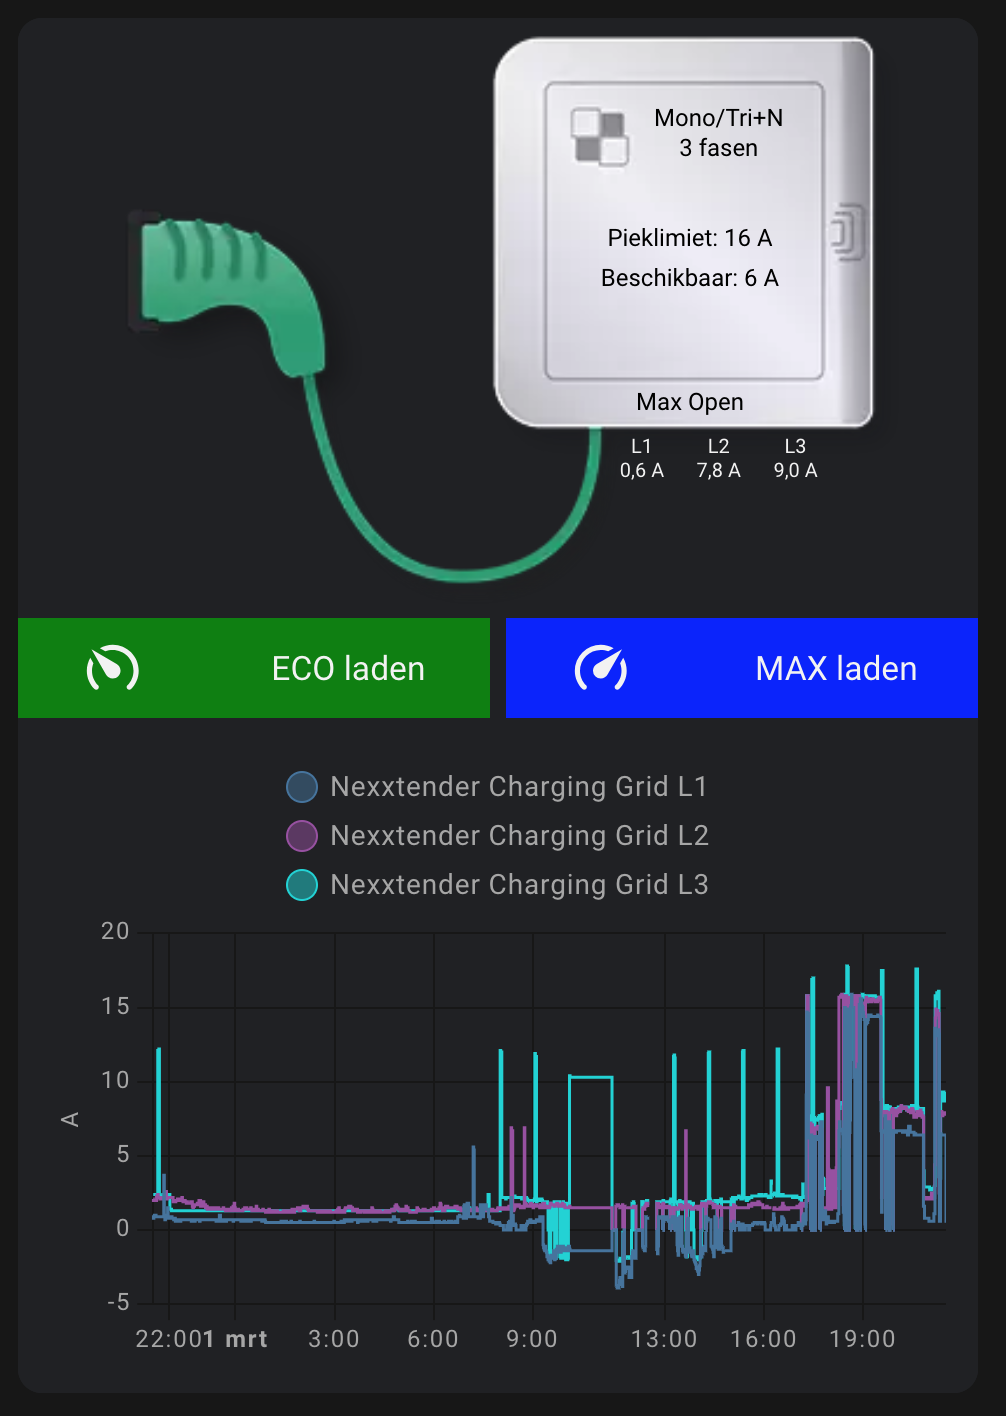 Mono/Tri+N
3 fasen
Pieklimiet: 16 A
Beschikbaar: 6 A
Max Open
L1 L2 L3
0,6 A 7,8 A 9,0 A
ECO laden MAX laden
Nexxtender Charging Grid L1
Nexxtender Charging Grid L2
Nexxtender Charging Grid L3
20
15
10
A
5
0
-5
22:00 1 mrt 3:00 6:00 9:00 13:00 16:00 19:00